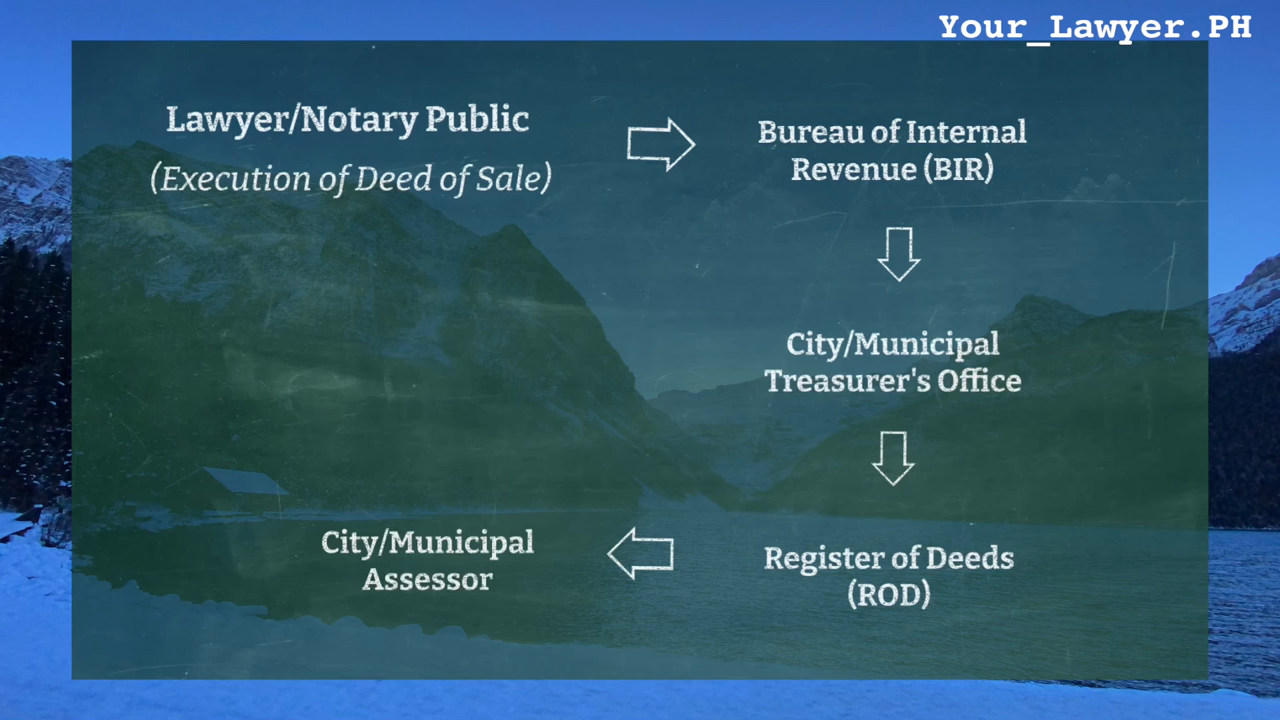 Your_Lawyer.PH
Lawyer/Notary Public
(Execution of Deed of Sale)
Bureau of Internal
Revenue (BIR)
City/Municipal
Treasurer's Office
Register of Deeds
(ROD)
City/Municipal
Assessor